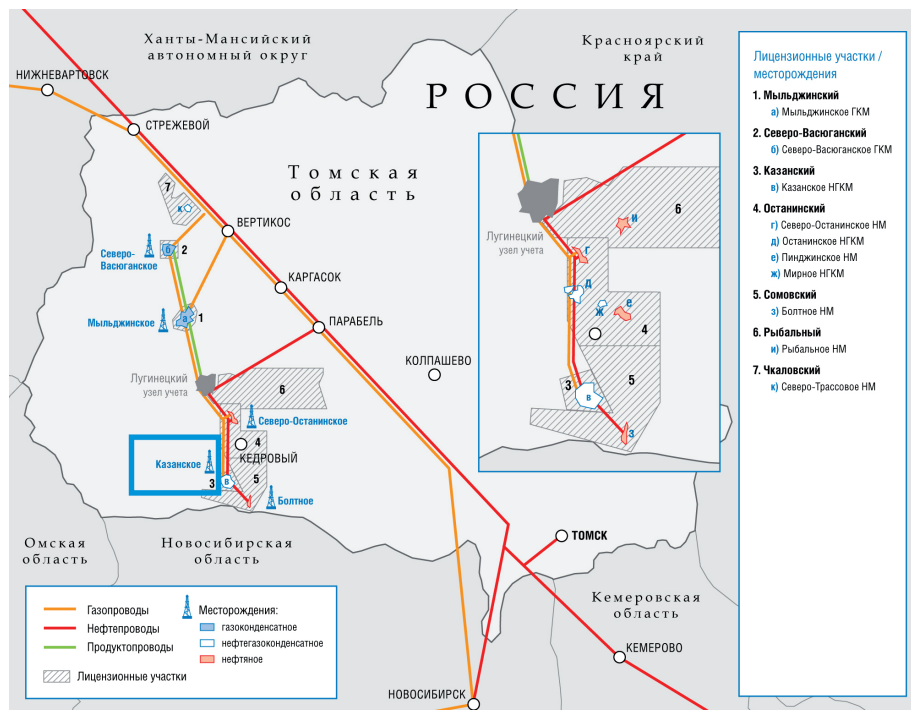 Ханты-Мансийский
автономный округ
Красноярский
край
НИЖНЕВАРТОВСК
РОССИЯ
СТРЕЖЕВОЙ
Томская
область
7
к
ВЕРТИКОС
Северо-
Васюганское
б
2
КАРГАСОК
Мыльджинское
а
1
ПАРАБЕЛЬ
КОЛПАШЕВО
Лугинецкий
узел учета
6
Северо-Останинское
4
КЕДРОВЫЙ
Казанское
3
в
5
Болтное
Омская
область
Новосибирская
область
ТОМСК
Кемеровская
область
КЕМЕРОВО
НОВОСИБИРСК
6
и
Лугинецкий
узел учета
г
д
ж
е
4
3
в
5
з
Лицензионные участки /
месторождения
1. Мыльджинский
а) Мыльджинское ГКМ
2. Северо-Васюганский
б) Северо-Васюганское ГКМ
3. Казанский
в) Казанское НГКМ
4. Останинский
г) Северо-Останинское НМ
д) Останинское НГКМ
е) Пинджинское НМ
ж) Мирное НГКМ
5. Сомовский
з) Болтное НМ
6. Рыбальный
и) Рыбальное НМ
7. Чкаловский
к) Северо-Трассовое НМ
Газопроводы
Нефтепроводы
Продуктопроводы
Лицензионные участки
Месторождения:
газоконденсатное
нефтегазоконденсатное
нефтяное